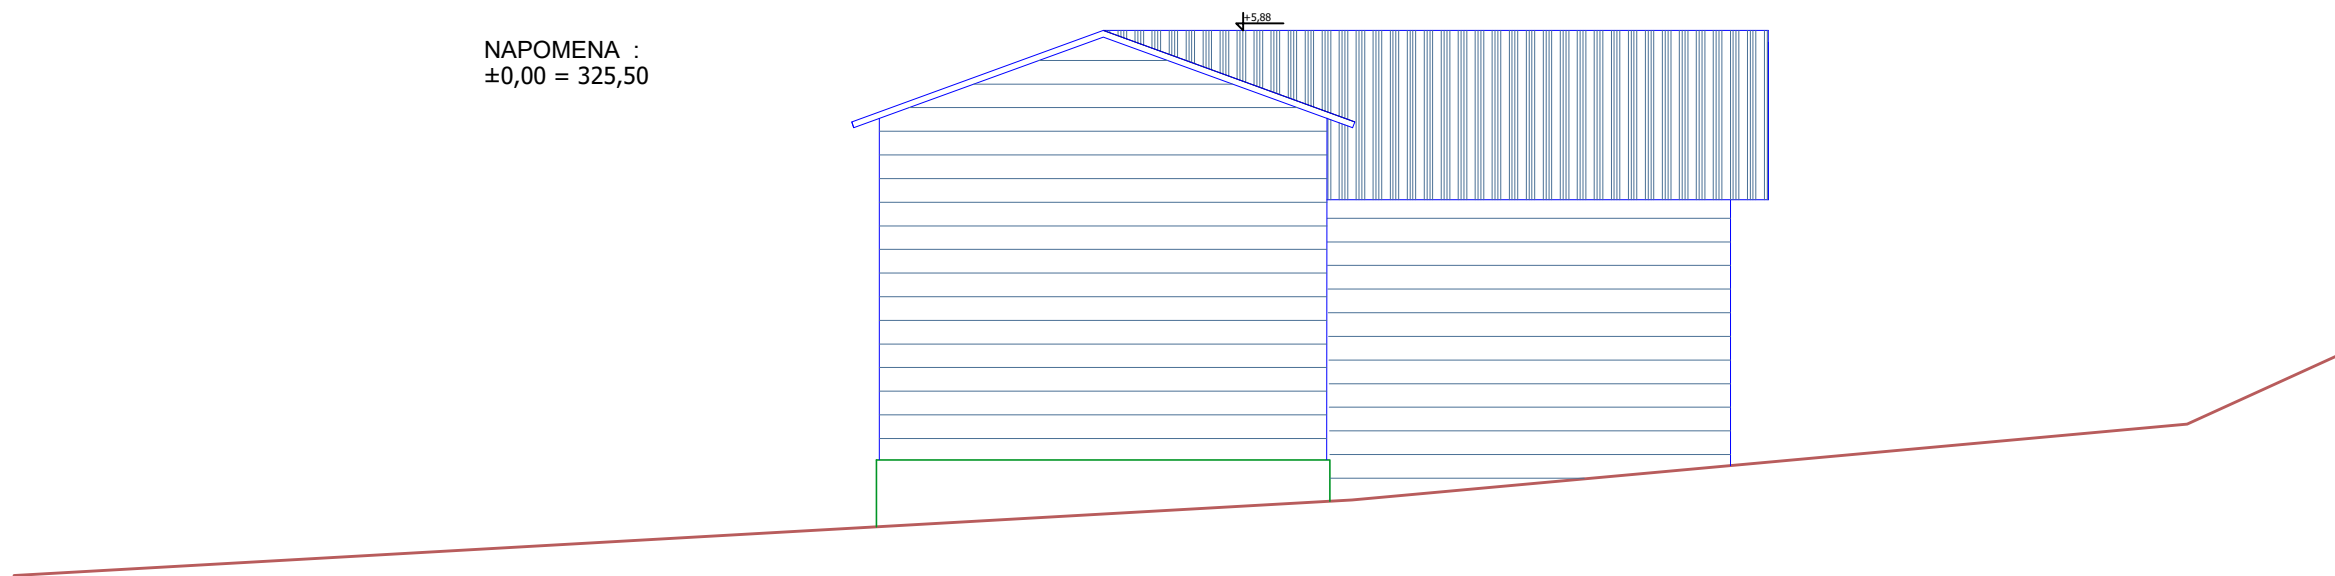 +5,88
NAPOMENA :
±0,00 = 325,50